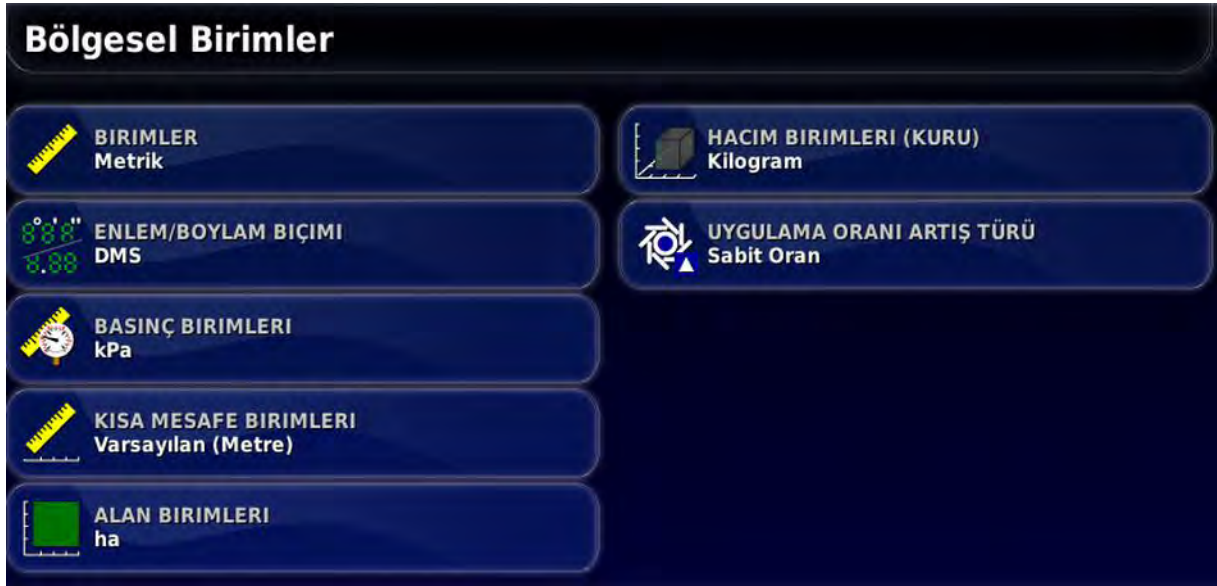 Bölgesel Birimler
BIRIMLER
Metrik
ENLEM/BOYLAM BIÇIMI
DMS
BASINÇ BIRIMLERI
kPa
KISA MESAFE BIRIMLERI
Varsayılan (Metre)
ALAN BIRIMLERI
ha
HACIM BIRIMLERI (KURU)
Kilogram
UYGULAMA ORANI ARTIŞ TÜRÜ
Sabit Oran